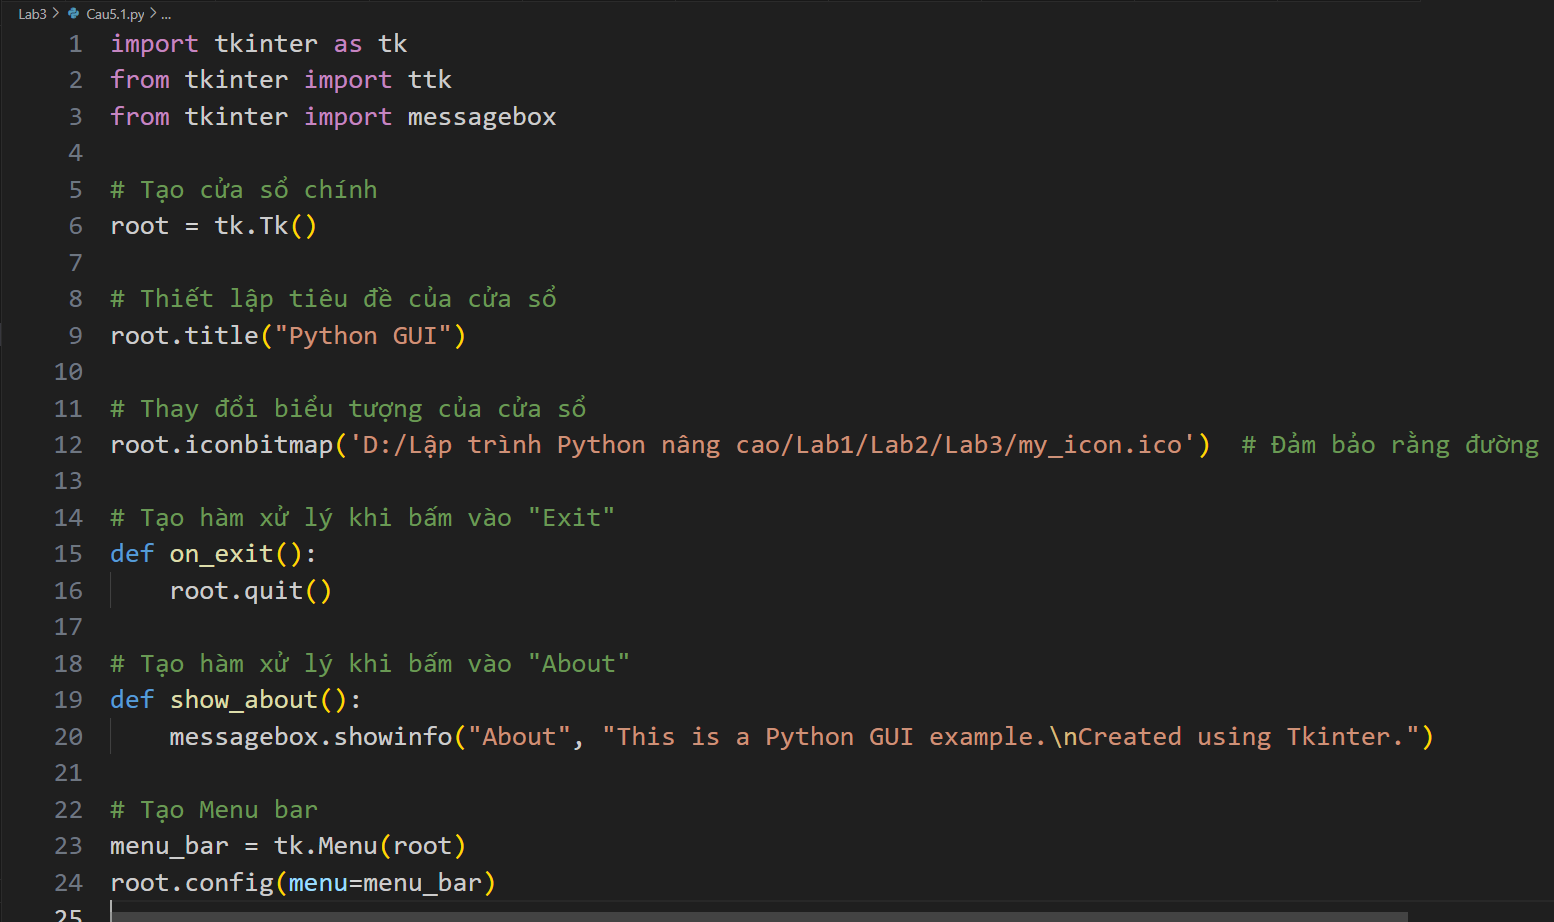 Lab3 > Cau5.1.py > ...
1 import tkinter as tk
2 from tkinter import ttk
3 from tkinter import messagebox
4
5 # Tạo cửa sổ chính
6 root = tk.Tk()
7
8 # Thiết lập tiêu đề của cửa sổ
9 root.title("Python GUI")
10
11 # Thay đổi biểu tượng của cửa sổ
12 root.iconbitmap('D:/Lập trình Python nâng cao/Lab1/Lab2/Lab3/my_icon.ico')  # Đảm bảo rằng đường
13
14 # Tạo hàm xử lý khi bấm vào "Exit"
15 def on_exit():
16     root.quit()
17
18 # Tạo hàm xử lý khi bấm vào "About"
19 def show_about():
20     messagebox.showinfo("About", "This is a Python GUI example.\nCreated using Tkinter.")
21
22 # Tạo Menu bar
23 menu_bar = tk.Menu(root)
24 root.config(menu=menu_bar)
25